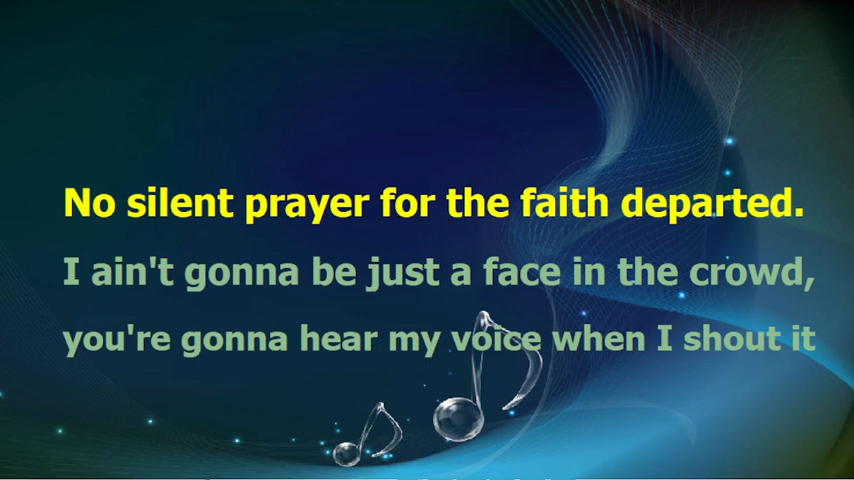 No silent prayer for the faith departed.
I ain't gonna be just a face in the crowd,
you're gonna hear my voice when I shout it